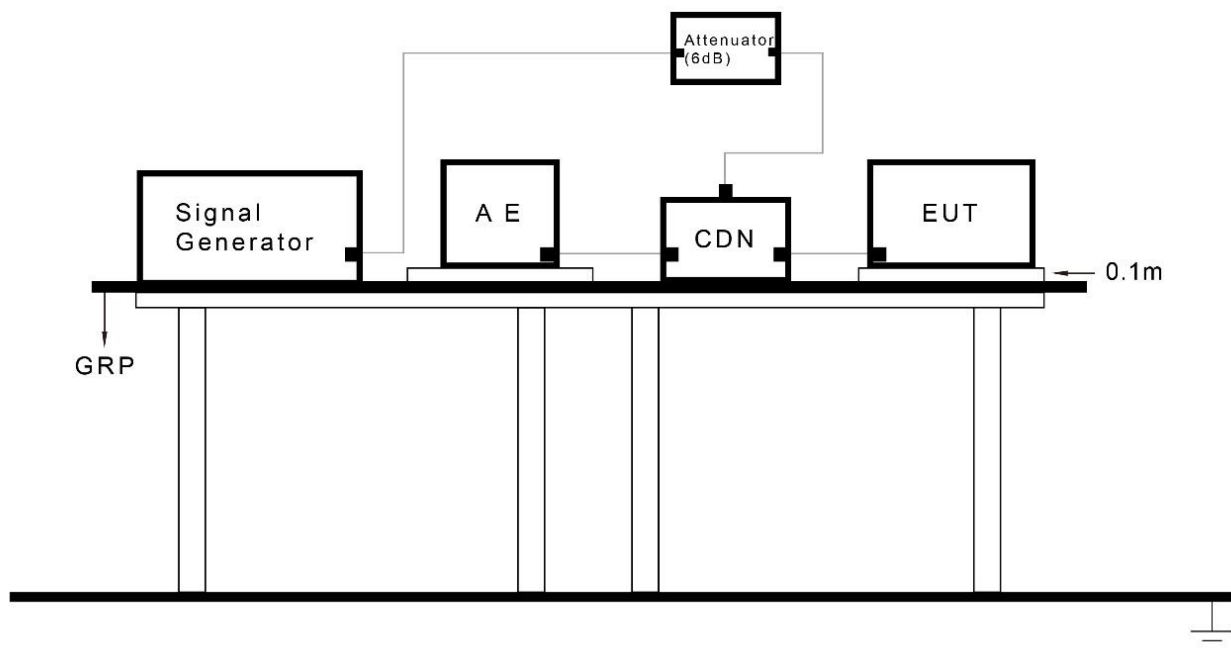 Attenuator
(6dB)
Signal
Generator
A E
CDN
EUT
0.1m
GRP